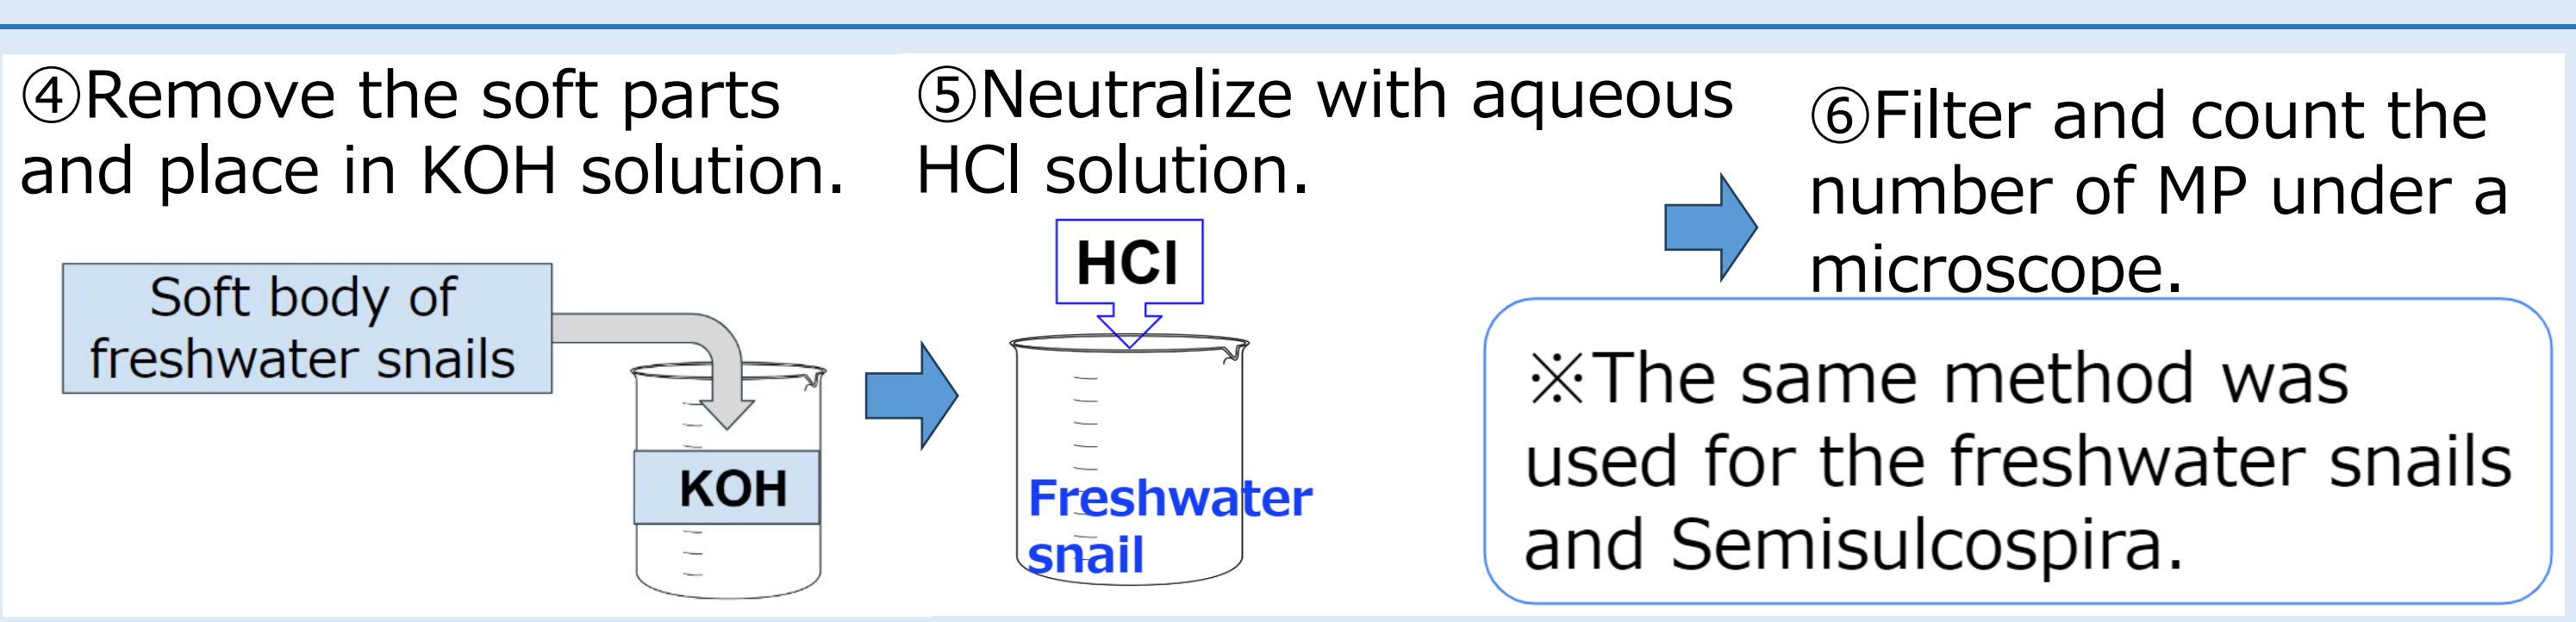 ④Remove the soft parts
and place in KOH solution.
Soft body of
freshwater snails
KOH
⑤Neutralize with aqueous
HCl solution.
HCl
Freshwater
snail
⑥Filter and count the
number of MP under a
microscope.
※The same method was
used for the freshwater snails
and Semisulcospira.